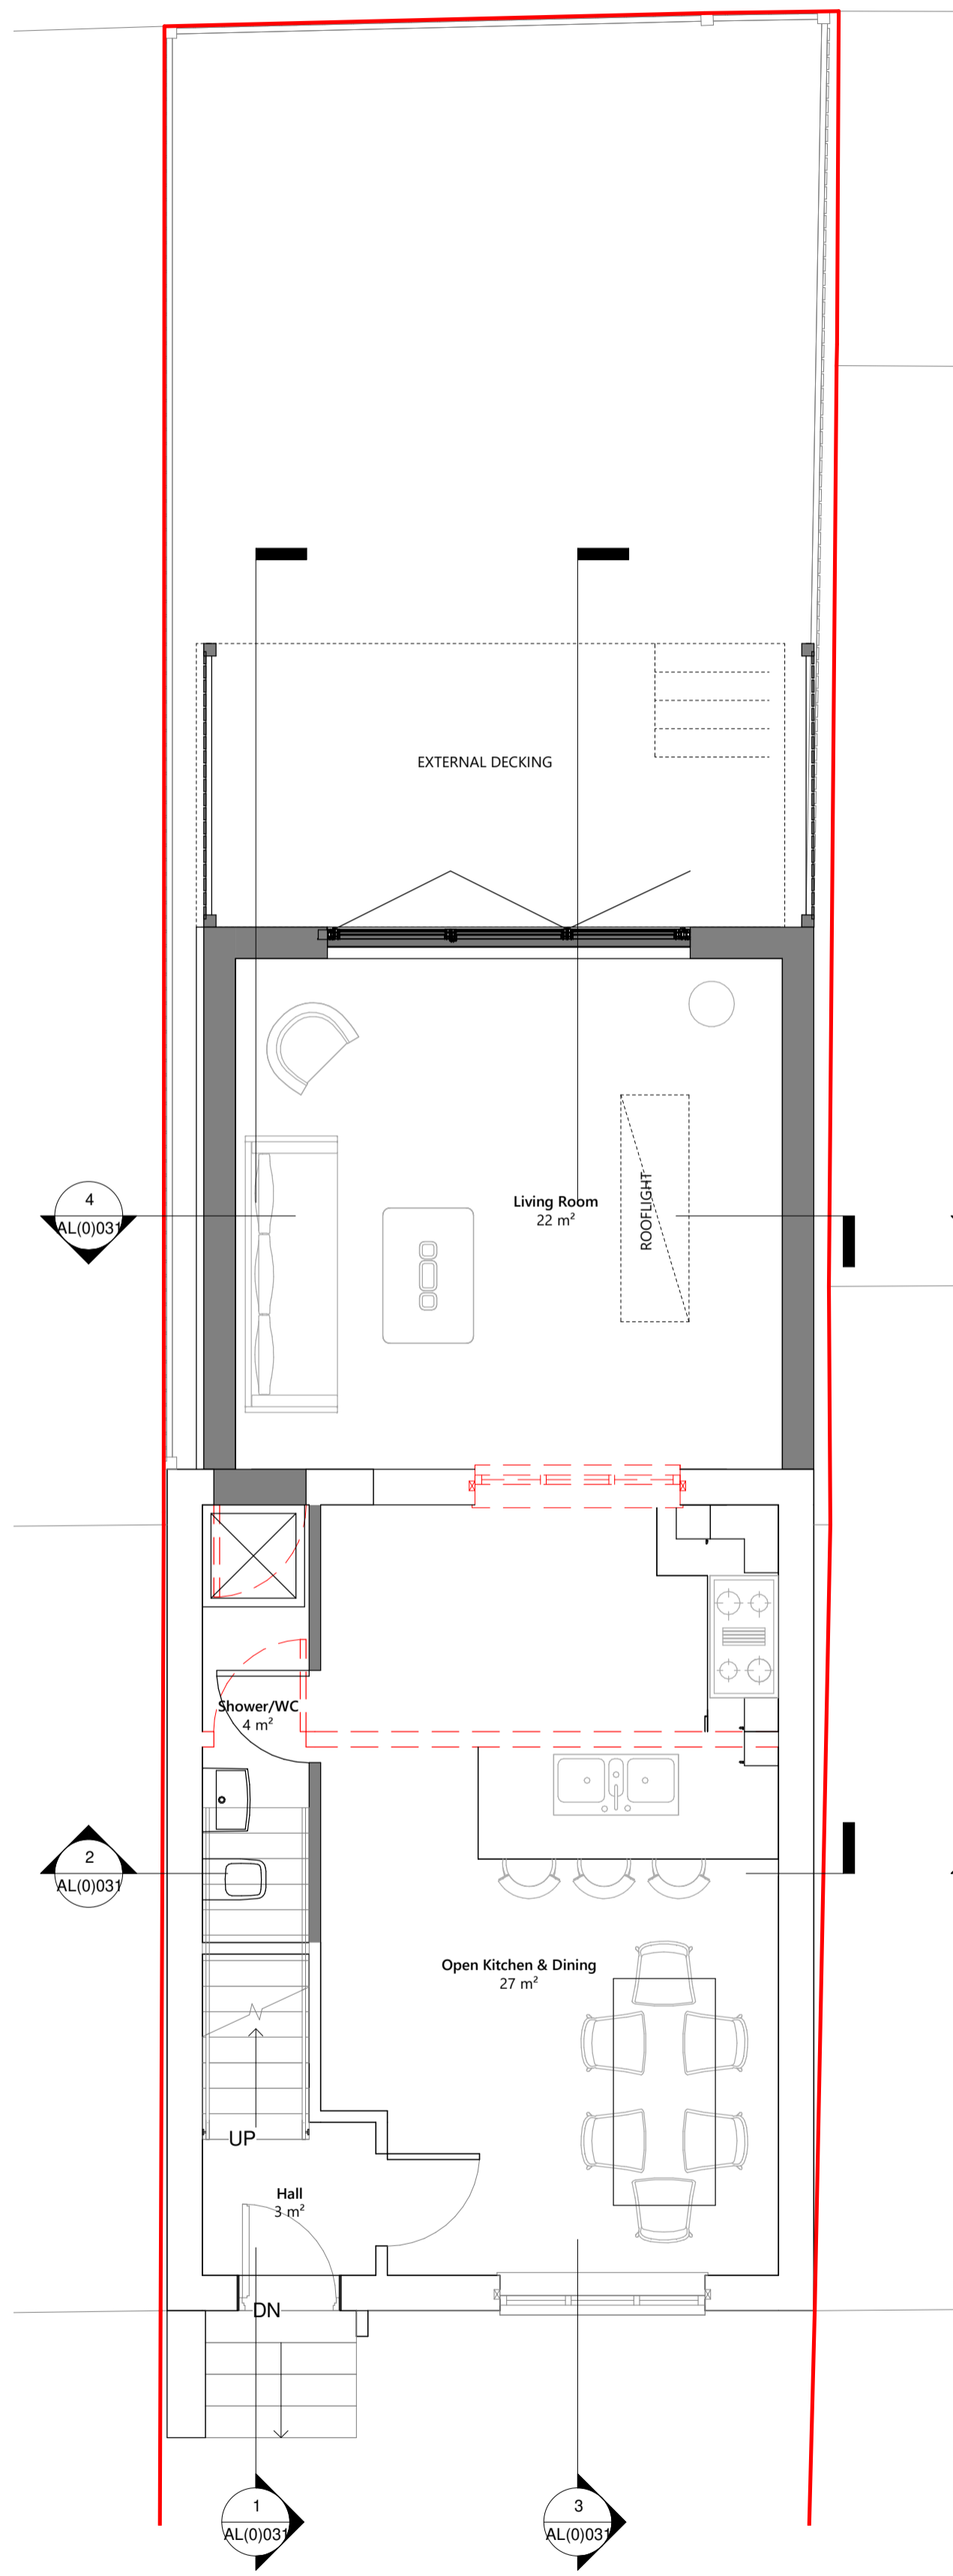 EXTERNAL DECKING
4
AL(0)031
Living Room
22 m²
ROOFLIGHT
Shower/WC
4 m²
2
AL(0)031
Open Kitchen & Dining
27 m²
UP
Hall
3 m²
DN
1
AL(0)031
3
AL(0)031